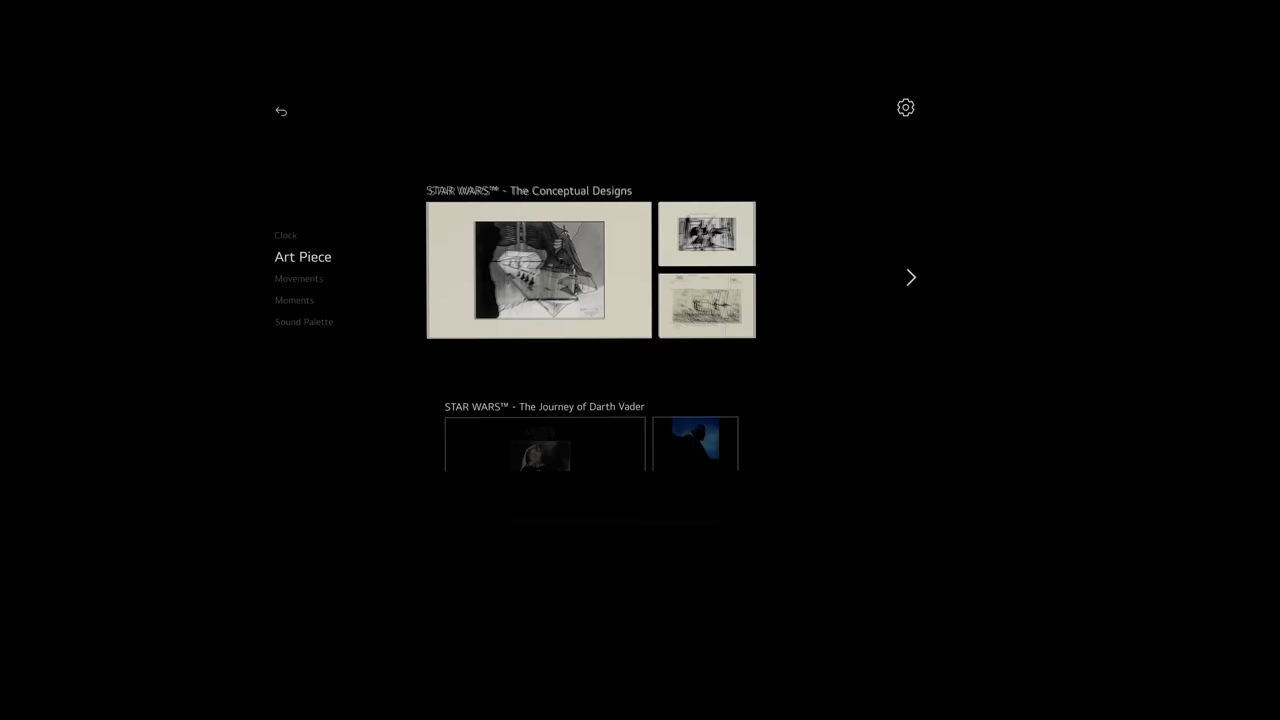 STAR WARS™ - The Conceptual Designs
Clock
Art Piece
Movements
Moments
Sound Palette
STAR WARS™ - The Journey of Darth Vader